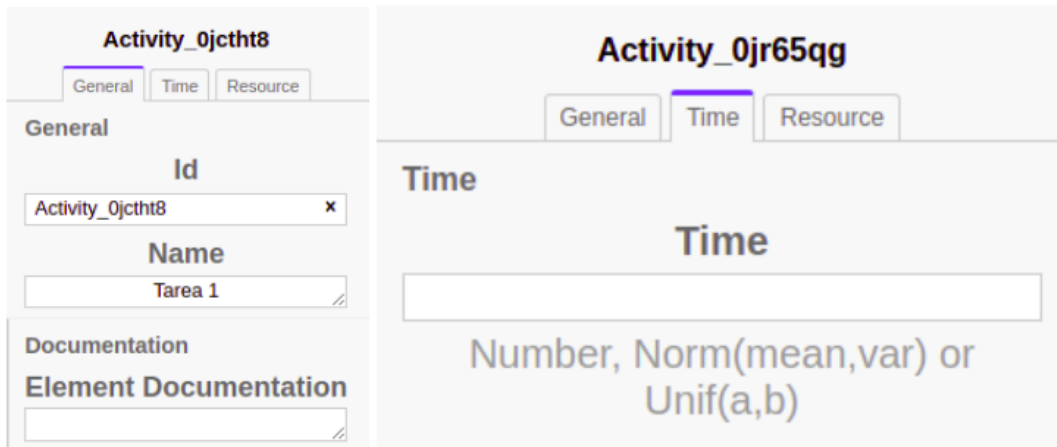 Activity_0jctht8
General
Time
Resource
General
Id
Activity_0jctht8
x
Name
Tarea 1
Documentation
Element Documentation
Activity_0jr65qg
General
Time
Resource
Time
Time
Number, Norm(mean,var) or
Unif(a,b)